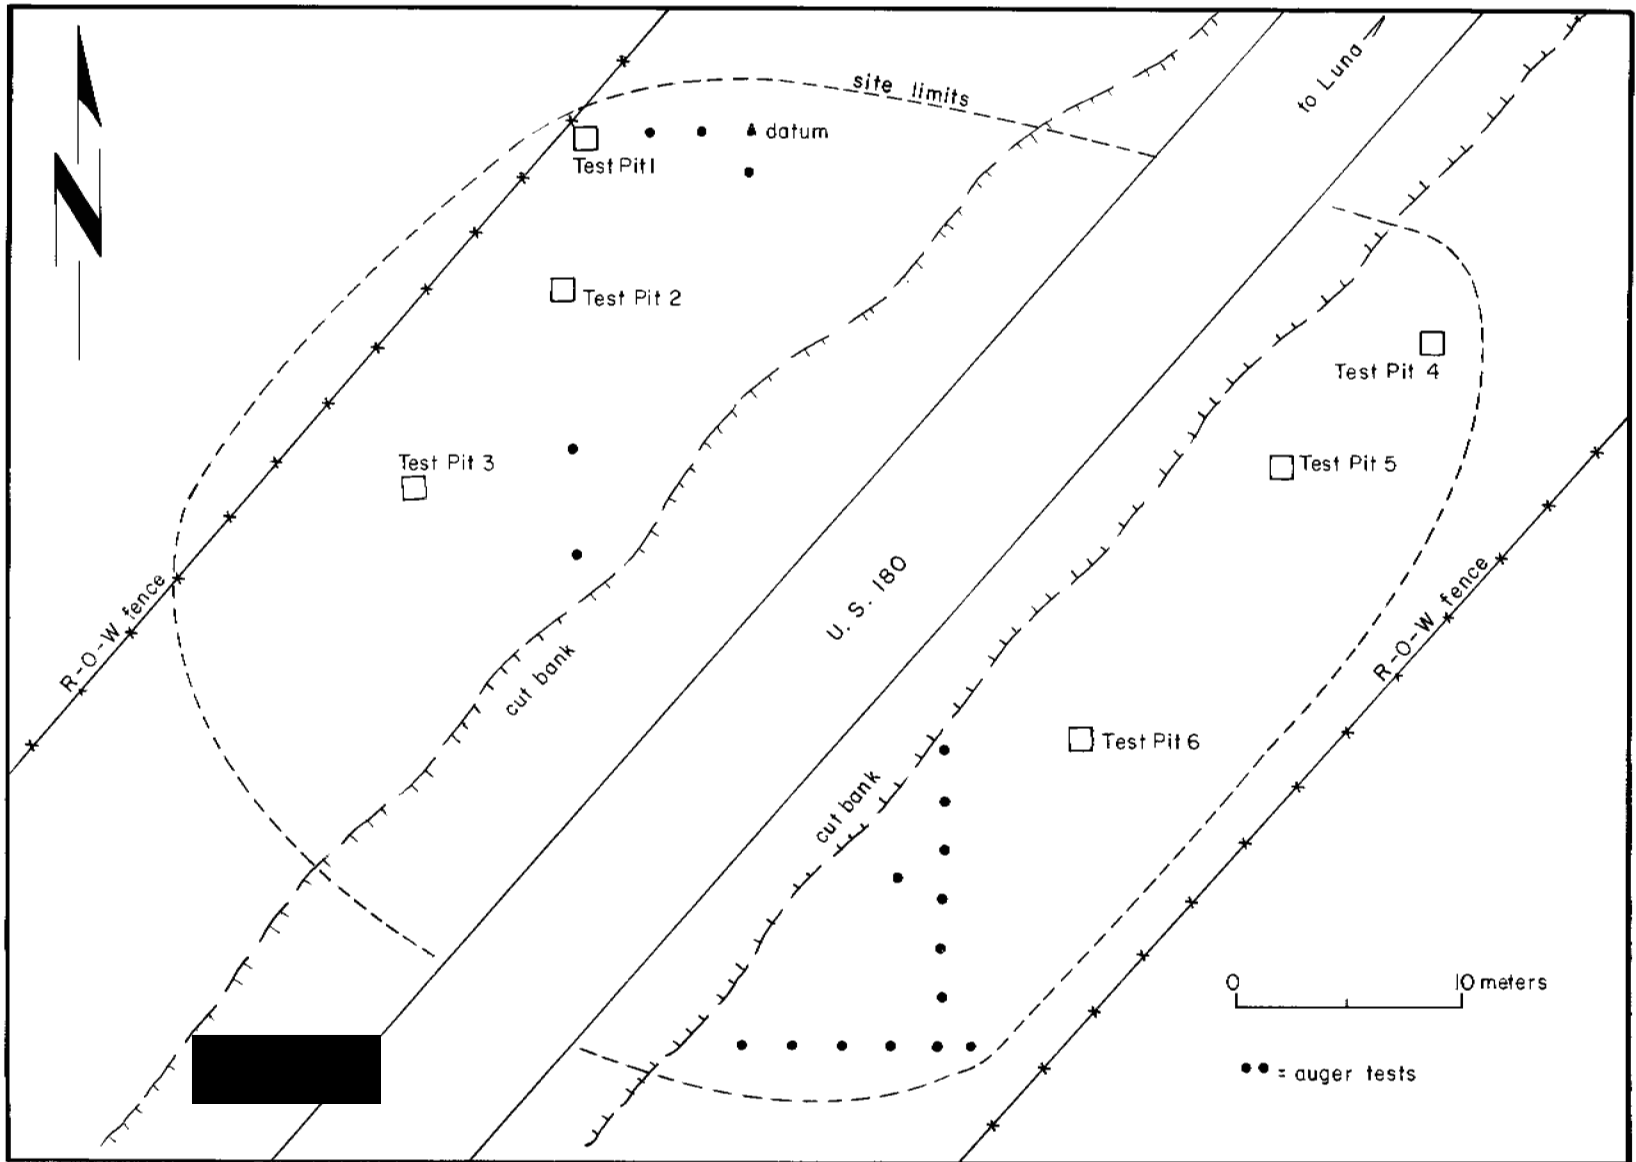 site limits
to Luna
datum
Test Pit 1
N
Test Pit 2
Test Pit 4
Test Pit 3
Test Pit 5
R-O-W fence
U. S. 180
R-O-W fence
cut bank
Test Pit 6
cut bank
0 10 meters
= auger tests